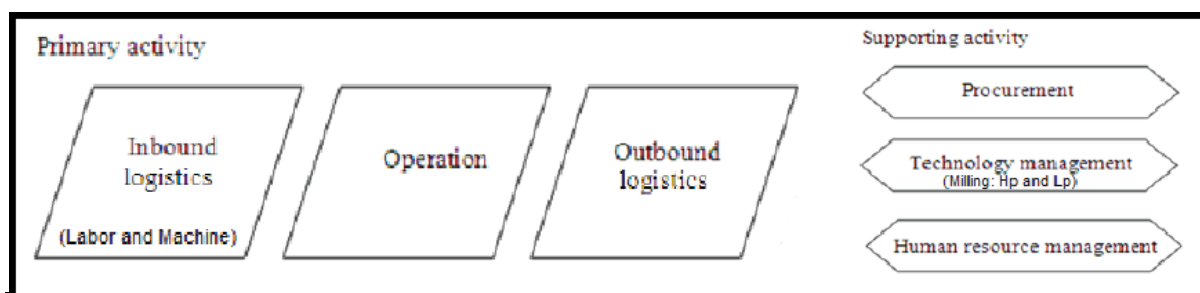 Primary activity
Inbound
logistics
(Labor and Machine)
Operation
Outbound
logistics
Supporting activity
Procurement
Technology management
(Milling: Hp and Lp)
Human resource management